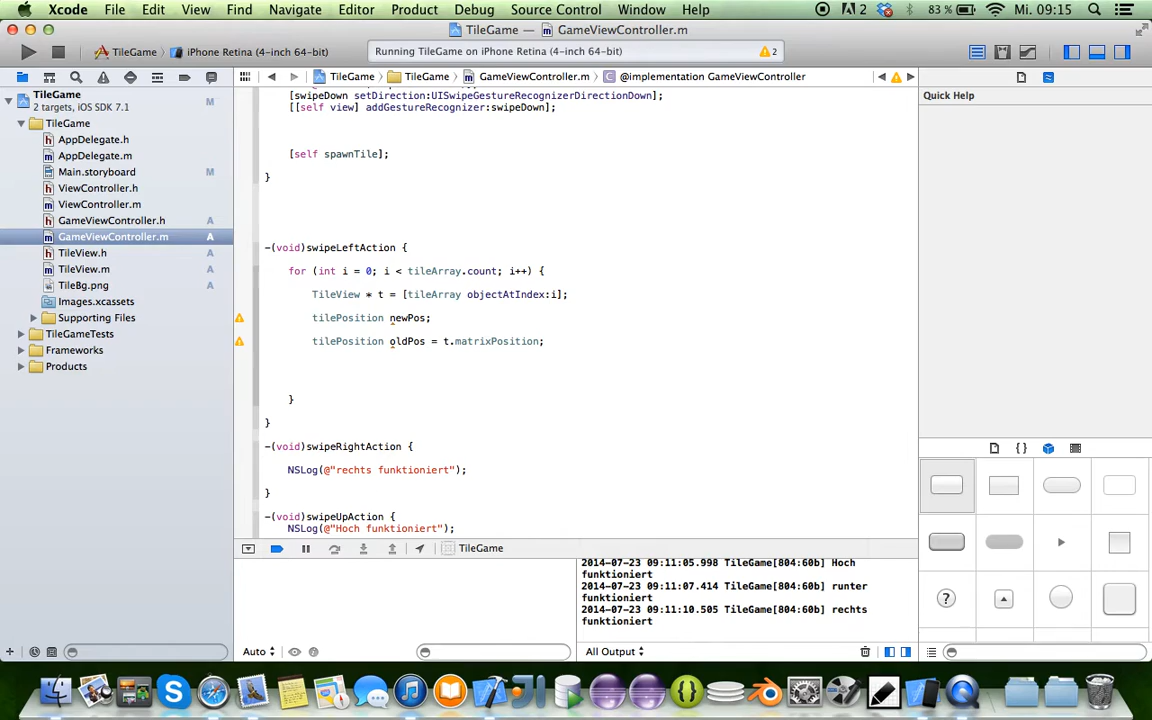 Xcode File Edit View Find Navigate Editor Product Debug Source Control Window Help 2 83 % Mi. 09:15
TileGame — GameViewController.m
TileGame iPhone Retina (4-inch 64-bit) Running TileGame on iPhone Retina (4-inch 64-bit) 2
TileGame TileGame GameViewController.m @implementation GameViewController
TileGame
2 targets, iOS SDK 7.1 M
TileGame
AppDelegate.h
AppDelegate.m
Main.storyboard M
ViewController.h
ViewController.m
GameViewController.h A
GameViewController.m A
TileView.h A
TileView.m A
TileBg.png A
Images.xcassets
Supporting Files
TileGameTests
Frameworks
Products
[swipeDown setDirection:UISwipeGestureRecognizerDirectionDown];
[[self view] addGestureRecognizer:swipeDown];
[self spawnTile];
}
-(void)swipeLeftAction {
for (int i = 0; i < tileArray.count; i++) {
TileView * t = [tileArray objectAtIndex:i];
tilePosition newPos;
tilePosition oldPos = t.matrixPosition;
}
}
-(void)swipeRightAction {
NSLog(@"rechts funktioniert");
}
-(void)swipeUpAction {
NSLog(@"Hoch funktioniert");
TileGame
2014-07-23 09:11:05.998 TileGame[804:60b] Hoch
funktioniert
2014-07-23 09:11:07.414 TileGame[804:60b] runter
funktioniert
2014-07-23 09:11:10.505 TileGame[804:60b] rechts
funktioniert
Auto
All Output
Quick Help